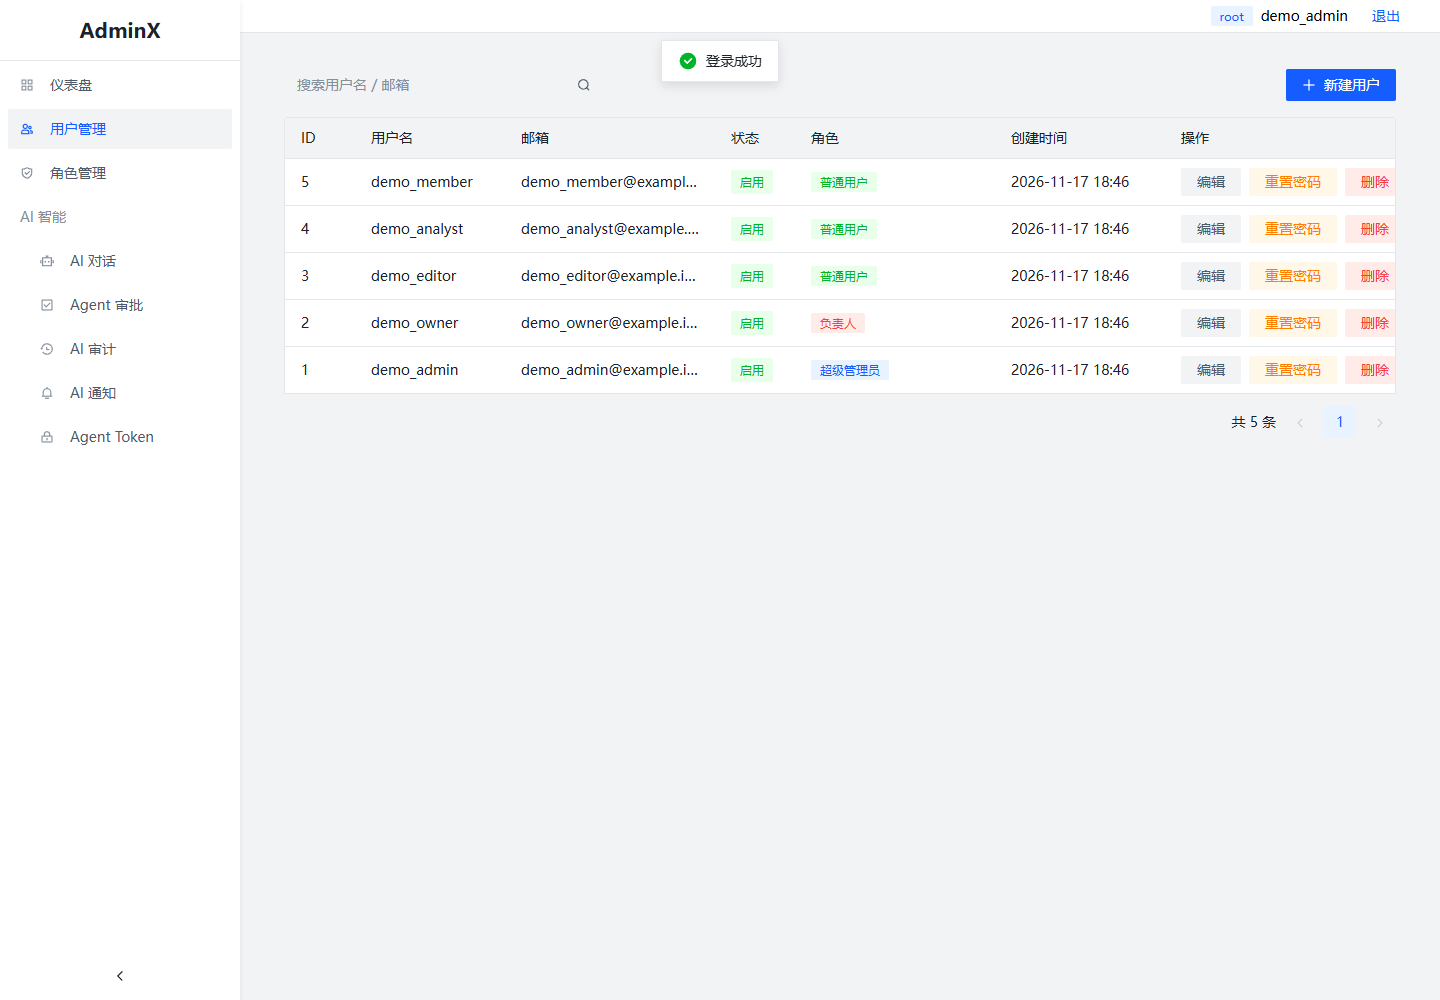 AdminX
root demo_admin 退出
登录成功
仪表盘
用户管理
角色管理
AI 智能
AI 对话
Agent 审批
AI 审计
AI 通知
Agent Token
搜索用户名 / 邮箱
新建用户
ID 用户名 邮箱 状态 角色 创建时间 操作
5 demo_member demo_member@exampl... 启用 普通用户 2026-11-17 18:46 编辑 重置密码 删除
4 demo_analyst demo_analyst@example.... 启用 普通用户 2026-11-17 18:46 编辑 重置密码 删除
3 demo_editor demo_editor@example.i... 启用 普通用户 2026-11-17 18:46 编辑 重置密码 删除
2 demo_owner demo_owner@example.i... 启用 负责人 2026-11-17 18:46 编辑 重置密码 删除
1 demo_admin demo_admin@example.i... 启用 超级管理员 2026-11-17 18:46 编辑 重置密码 删除
共 5 条 1